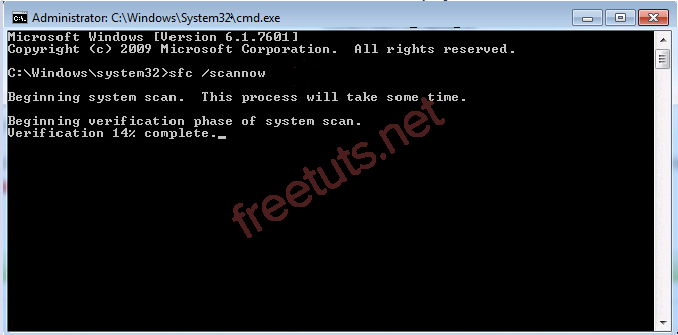 Administrator: C:\Windows\System32\cmd.exe
Microsoft Windows [Version 6.1.7601]
Copyright (c) 2009 Microsoft Corporation.  All rights reserved.
C:\Windows\system32>sfc /scannow
Beginning system scan.  This process will take some time.
Beginning verification phase of system scan.
Verification 14% complete._
freetuts.net